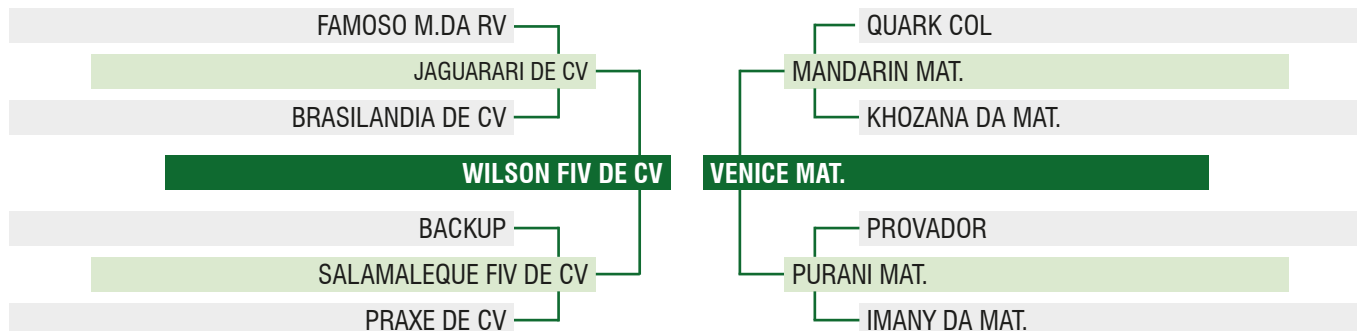 FAMOSO M.DA RV
JAGUARARI DE CV
BRASILANDIA DE CV
WILSON FIV DE CV
BACKUP
SALAMALEQUE FIV DE CV
PRAXE DE CV
QUARK COL
MANDARIN MAT.
KHOZANA DA MAT.
VENICE MAT.
PROVADOR
PURANI MAT.
IMANY DA MAT.